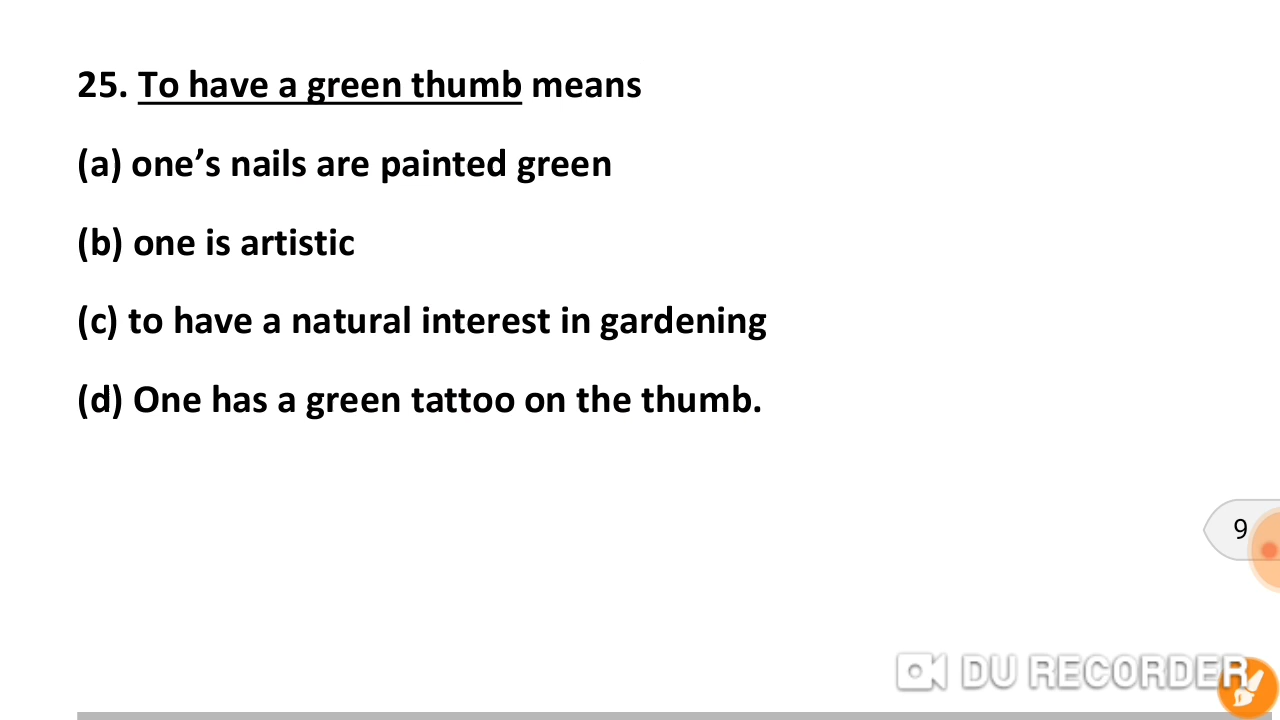 25. To have a green thumb means
(a) one’s nails are painted green
(b) one is artistic
(c) to have a natural interest in gardening
(d) One has a green tattoo on the thumb.
9
DU RECORDER